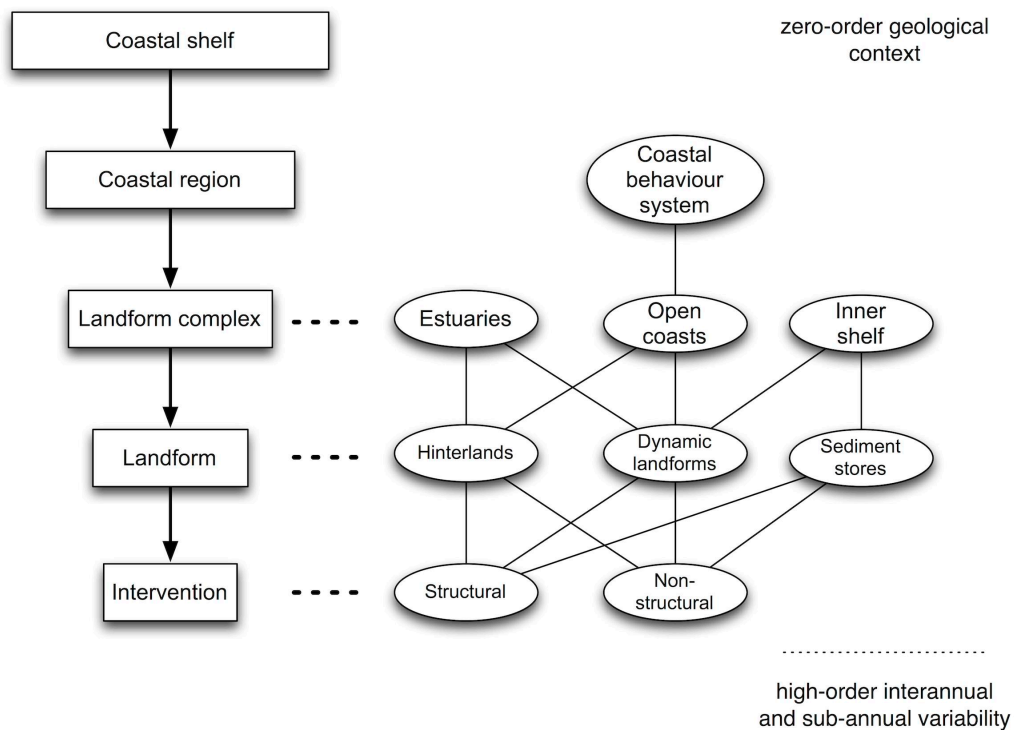 Coastal shelf
zero-order geological
context
Coastal region
Coastal
behaviour
system
Landform complex
Estuaries
Open
coasts
Inner
shelf
Landform
Hinterlands
Dynamic
landforms
Sediment
stores
Intervention
Structural
Non-
structural
high-order interannual
and sub-annual variability